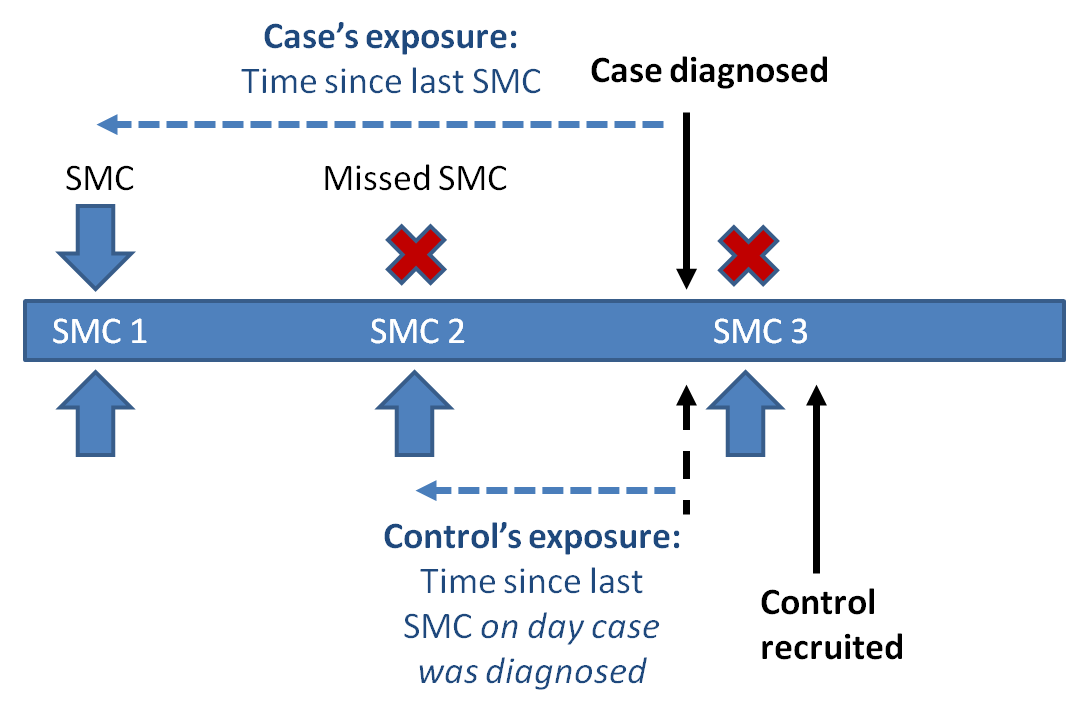 Case’s exposure:
Time since last SMC
Case diagnosed
SMC
Missed SMC
SMC 1
SMC 2
SMC 3
Control’s exposure:
Time since last
SMC on day case
was diagnosed
Control
recruited